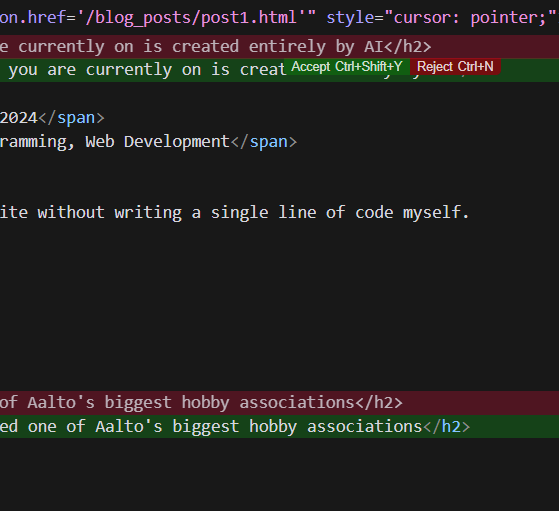 on.href='/blog_posts/post1.html'" style="cursor: pointer;"
e currently on is created entirely by AI</h2>
you are currently on is creat
Accept Ctrl+Shift+Y Reject Ctrl+N
2024</span>
ramming, Web Development</span>
ite without writing a single line of code myself.
of Aalto's biggest hobby associations</h2>
ed one of Aalto's biggest hobby associations</h2>